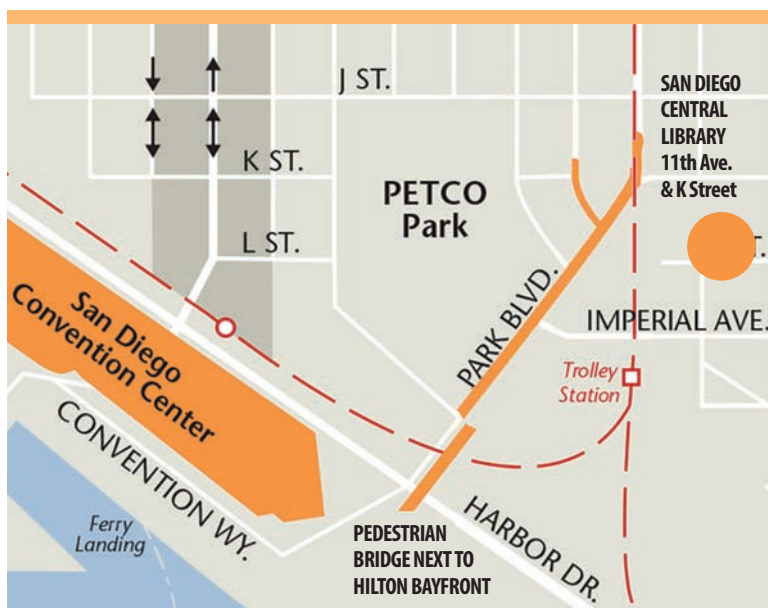 J ST.
SAN DIEGO
CENTRAL
LIBRARY
11th Ave.
& K Street
K ST.
PETCO
Park
L ST.
T.
San Diego
Convention Center
PARK BLVD.
IMPERIAL AVE.
Trolley
Station
CONVENTION WY.
Ferry
Landing
HARBOR DR.
PEDESTRIAN
BRIDGE NEXT TO
HILTON BAYFRONT